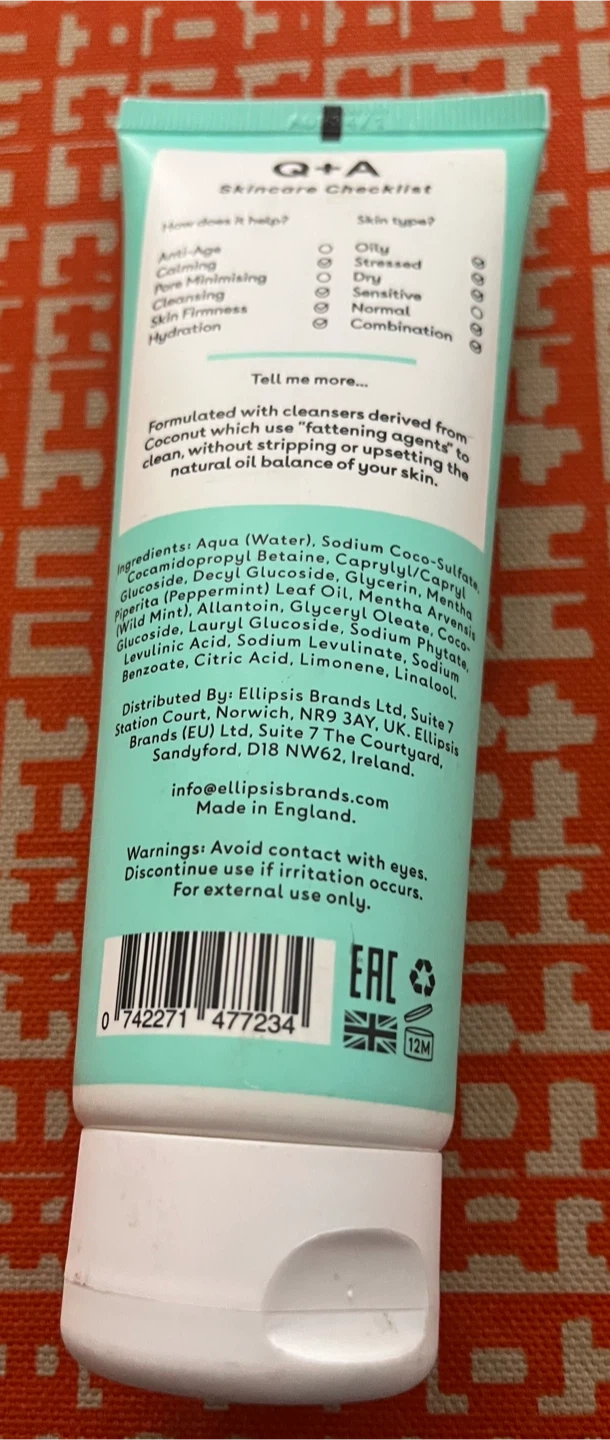 Q+A
Skincare Checklist
How does it help?
Skin type?
Anti-Age
Calming
Pore Minimising
Cleansing
Skin Firmness
Hydration
Oily
Stressed
Dry
Sensitive
Normal
Combination
Tell me more...
Formulated with cleansers derived from
Coconut which use "fattening agents" to
clean, without stripping or upsetting the
natural oil balance of your skin.
Ingredients: Aqua (Water), Sodium Coco-Sulfate,
Cocamidopropyl Betaine, Caprylyl/Capryl
Glucoside, Decyl Glucoside, Glycerin, Mentha
Piperita (Peppermint) Leaf Oil, Mentha Arvensis
(Wild Mint), Allantoin, Glyceryl Oleate, Coco-
Glucoside, Lauryl Glucoside, Sodium Phytate,
Levulinic Acid, Sodium Levulinate, Sodium
Benzoate, Citric Acid, Limonene, Linalool.
Distributed By: Ellipsis Brands Ltd, Suite 7
Station Court, Norwich, NR9 3AY, UK. Ellipsis
Brands (EU) Ltd, Suite 7 The Courtyard,
Sandyford, D18 NW62, Ireland.
info@ellipsisbrands.com
Made in England.
Warnings: Avoid contact with eyes.
Discontinue use if irritation occurs.
For external use only.
EAC
12M
0 742271 477234